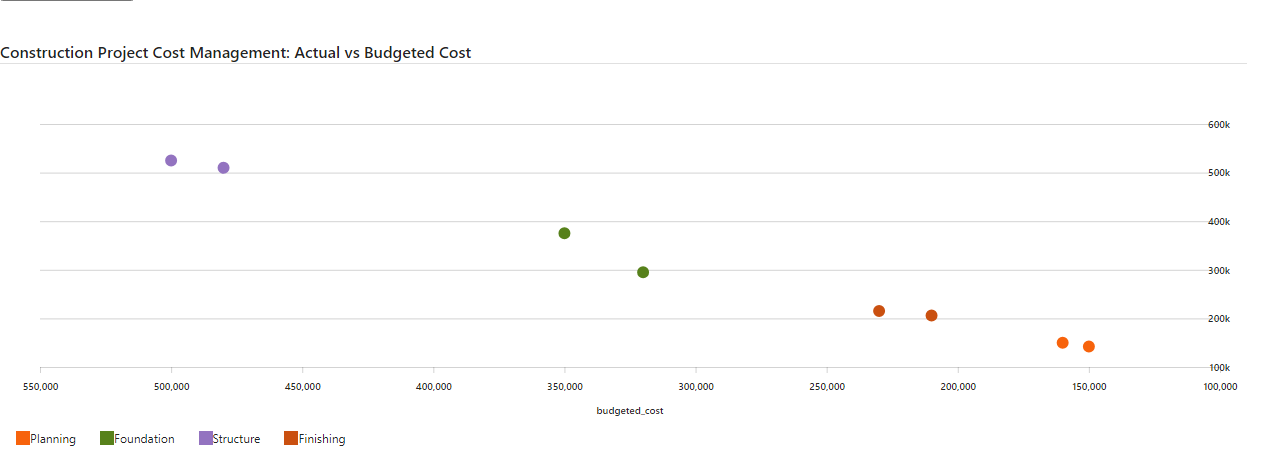 Construction Project Cost Management: Actual vs Budgeted Cost
600k
500k
400k
300k
200k
100k
550,000 500,000 450,000 400,000 350,000 300,000 250,000 200,000 150,000 100,000
budgeted_cost
Planning Foundation Structure Finishing